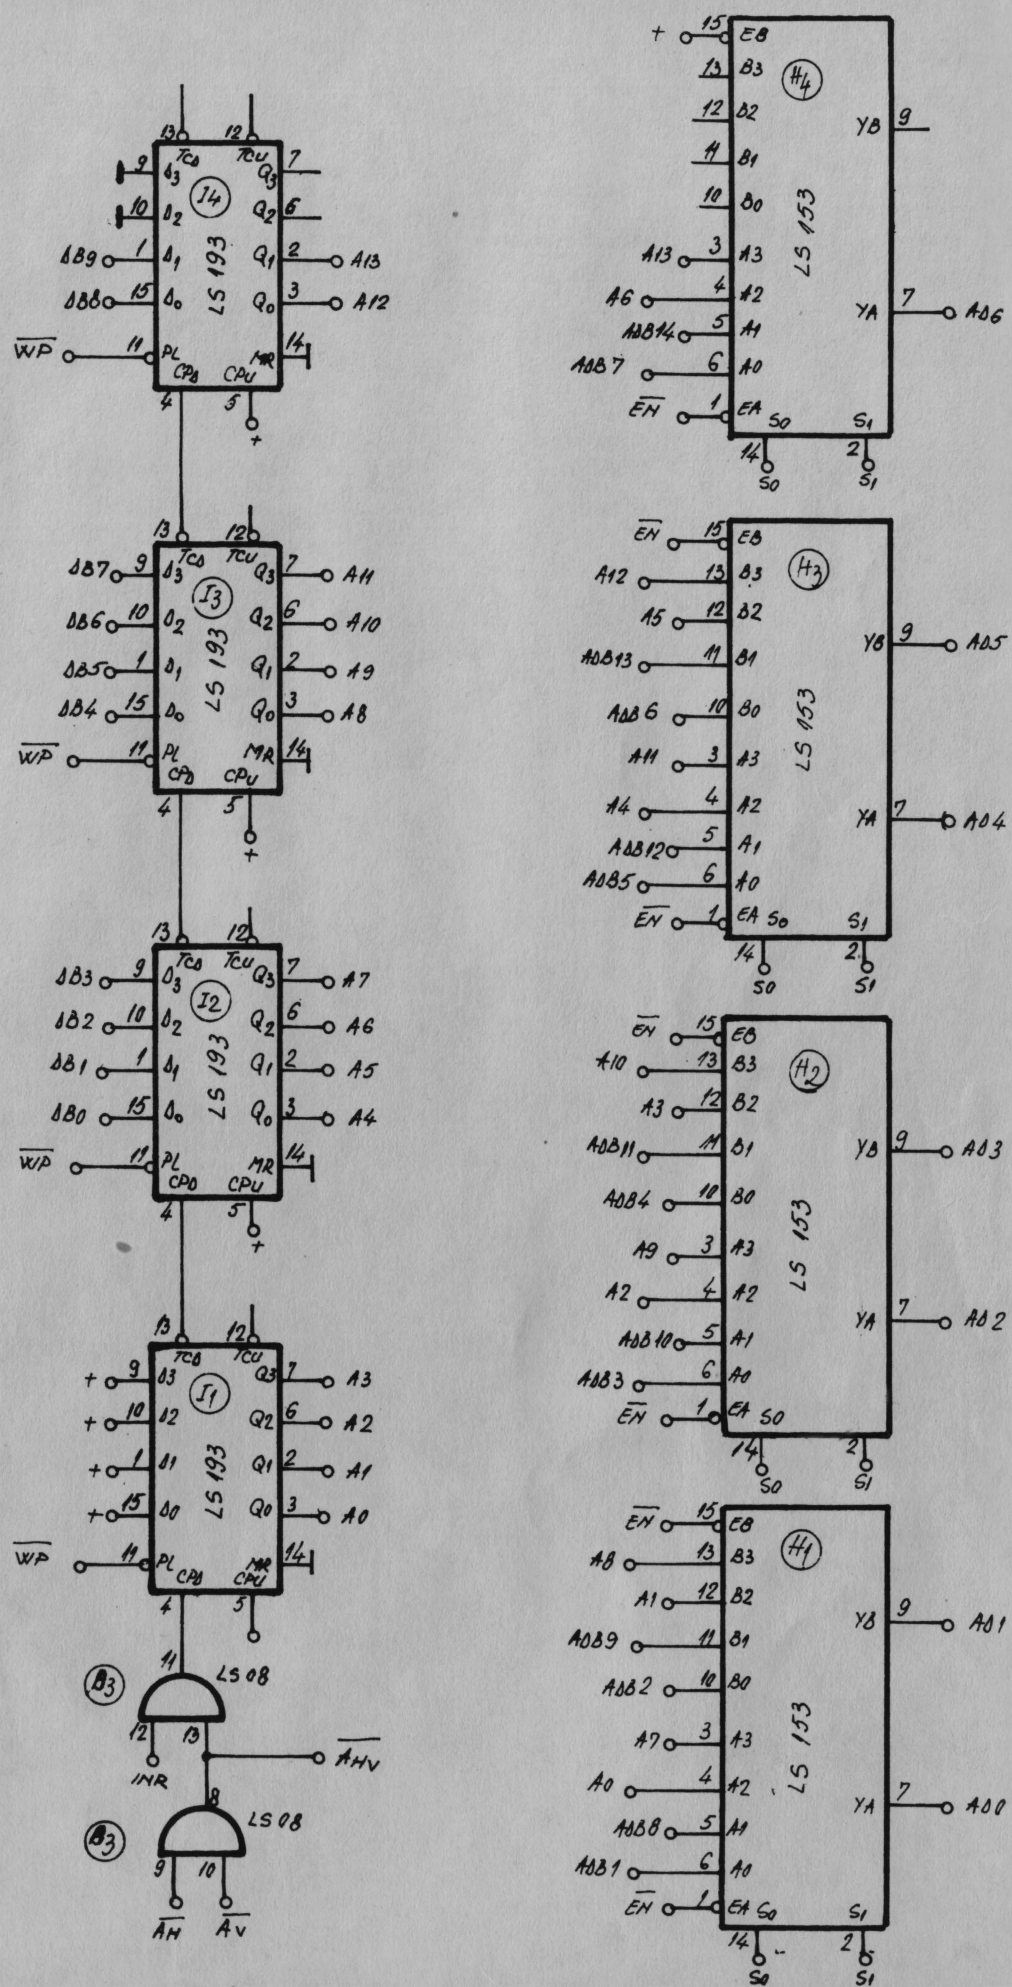 13 12
TCD TCU
9 D3 I4 Q3 7
10 D2 Q2 6
DB9 1 D1 LS 193 Q1 2 A13
DB8 15 D0 Q0 3 A12
WP 11 PL MR 14
CPD CPU
4 5
+
13 12
TCD TCU
DB7 9 D3 I3 Q3 7 A11
DB6 10 D2 Q2 6 A10
DB5 1 D1 LS 193 Q1 2 A9
DB4 15 D0 Q0 3 A8
WP 11 PL MR 14
CPD CPU
4 5
+
13 12
TCD TCU
DB3 9 D3 I2 Q3 7 A7
DB2 10 D2 Q2 6 A6
DB1 1 D1 LS 193 Q1 2 A5
DB0 15 D0 Q0 3 A4
WP 11 PL MR 14
CPD CPU
4 5
+
13 12
TCD TCU
+ 9 D3 I1 Q3 7 A3
+ 10 D2 Q2 6 A2
+ 1 D1 LS 193 Q1 2 A1
+ 15 D0 Q0 3 A0
WP 11 PL MR 14
CPD CPU
4 5
11 LS 08
B3
12 13
INR AHV
8 LS 08
B3
9 10
AH AV
+ 15 EB
13 B3 H4
12 B2 YB 9
11 B1
10 B0 LS 153
A13 3 A3
A6 4 A2
ADB14 5 A1 YA 7 AD6
ADB7 6 A0
EN 1 EA S0 S1
14 2
S0 S1
EN 15 EB
A12 13 B3 H3
A5 12 B2
ADB13 11 B1 YB 9 AD5
ADB6 10 B0 LS 153
A11 3 A3
A4 4 A2
ADB12 5 A1 YA 7 AD4
ADB5 6 A0
EN 1 EA S0 S1
14 2
S0 S1
EN 15 EB
A10 13 B3 H2
A3 12 B2
ADB11 11 B1 YB 9 AD3
ADB4 10 B0 LS 153
A9 3 A3
A2 4 A2
ADB10 5 A1 YA 7 AD2
ADB3 6 A0
EN 1 EA S0
14 2
S0 S1
EN 15 EB
A8 13 B3 H1
A1 12 B2 YB 9 AD1
ADB9 11 B1
ADB2 10 B0 LS 153
A7 3 A3
A0 4 A2
ADB8 5 A1 YA 7 AD0
ADB1 6 A0
EN 1 EA S0 S1
14 2
S0 S1